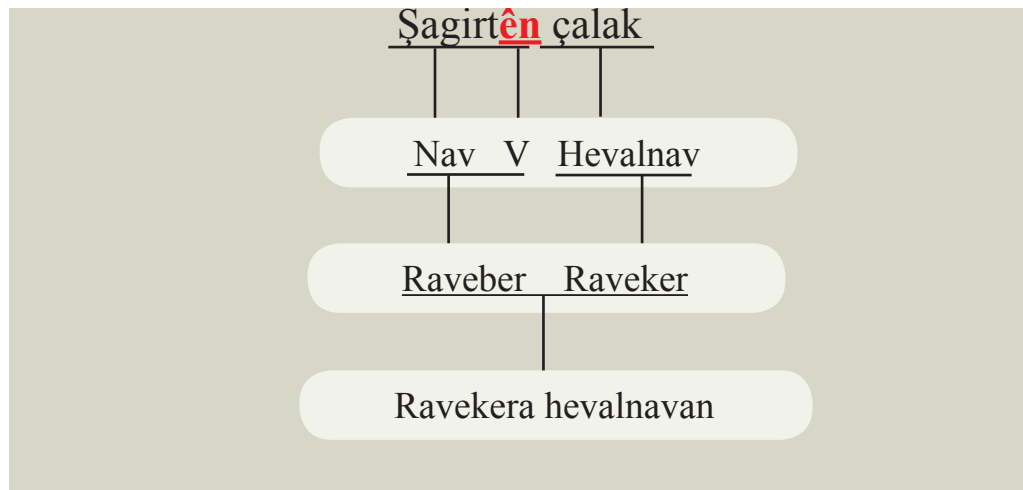 Şagirtên çalak
Nav V Hevalnav
Raveber Raveker
Ravekera hevalnavan